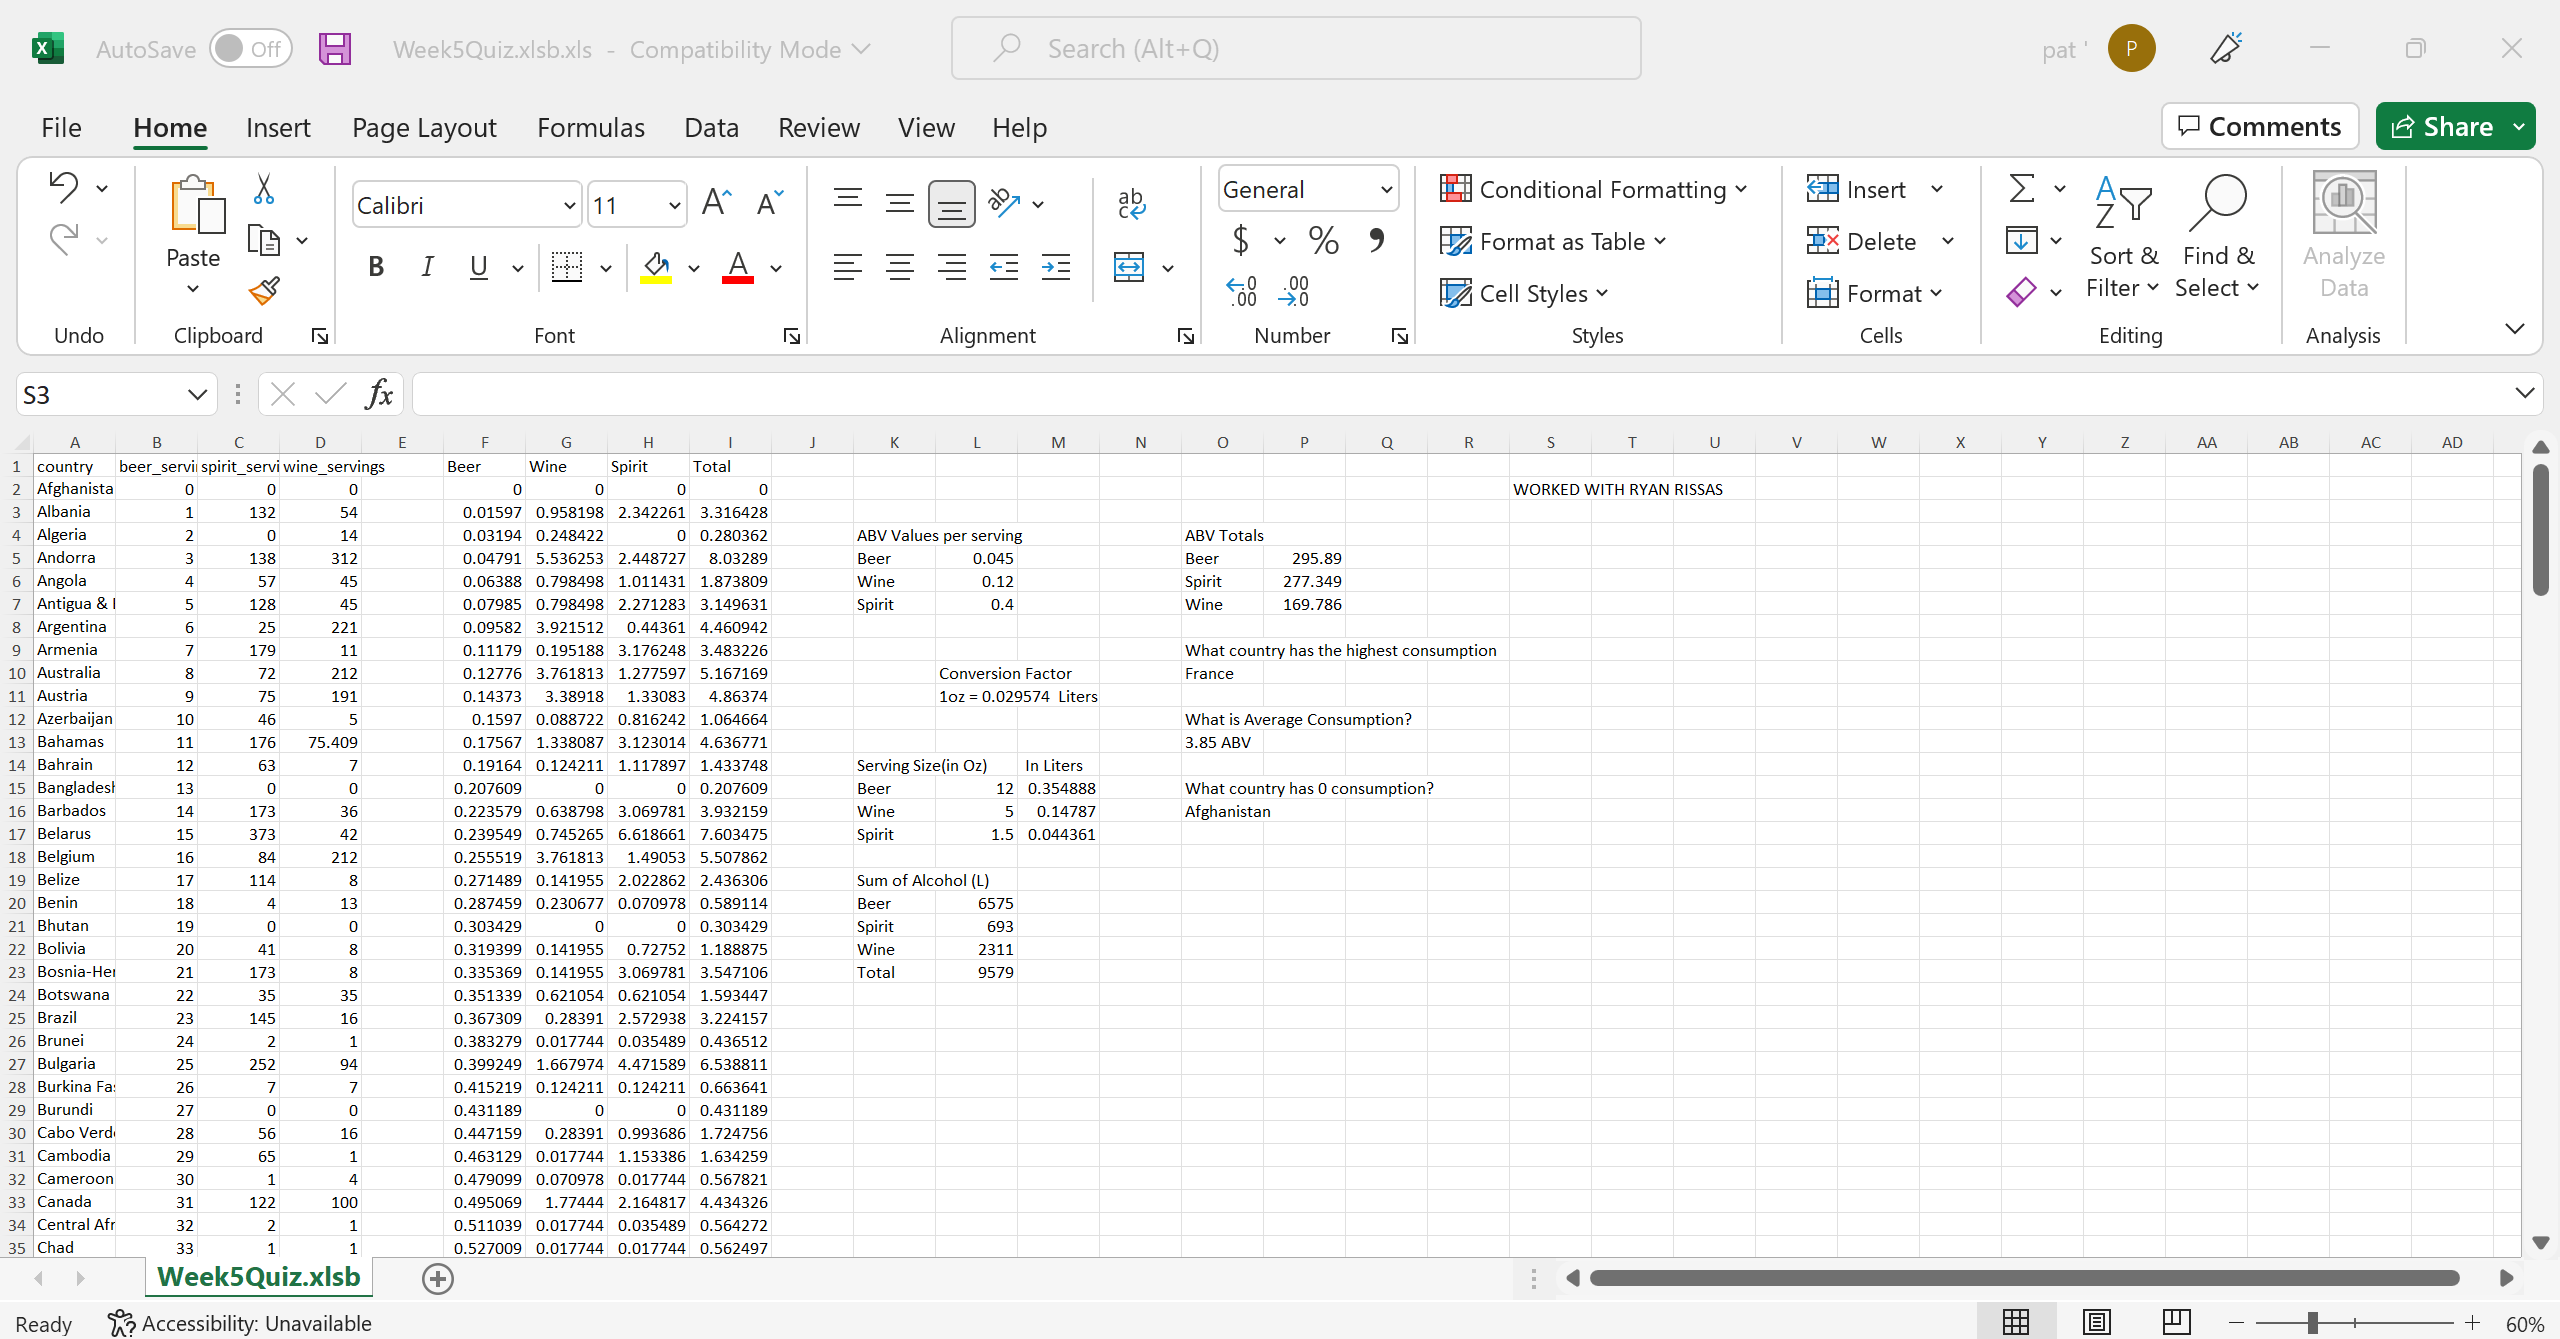 AutoSave Off Week5Quiz.xlsb.xls - Compatibility Mode Search (Alt+Q) pat ' P
File Home Insert Page Layout Formulas Data Review View Help Comments Share
Paste Calibri 11 General Conditional Formatting Format as Table Cell Styles Insert Delete Format Sort & Filter Find & Select Analyze Data
Undo Clipboard Font Alignment Number Styles Cells Editing Analysis
S3 fx
A B C D E F G H I J K L M N O P Q R S T U V W X Y Z AA AB AC AD
1 country beer_servi spirit_servi wine_servings Beer Wine Spirit Total
2 Afghanista 0 0 0 0 0 0 0 WORKED WITH RYAN RISSAS
3 Albania 1 132 54 0.01597 0.958198 2.342261 3.316428
4 Algeria 2 0 14 0.03194 0.248422 0 0.280362 ABV Values per serving ABV Totals
5 Andorra 3 138 312 0.04791 5.536253 2.448727 8.03289 Beer 0.045 Beer 295.89
6 Angola 4 57 45 0.06388 0.798498 1.011431 1.873809 Wine 0.12 Spirit 277.349
7 Antigua & 5 128 45 0.07985 0.798498 2.271283 3.149631 Spirit 0.4 Wine 169.786
8 Argentina 6 25 221 0.09582 3.921512 0.44361 4.460942
9 Armenia 7 179 11 0.11179 0.195188 3.176248 3.483226 What country has the highest consumption
10 Australia 8 72 212 0.12776 3.761813 1.277597 5.167169 Conversion Factor France
11 Austria 9 75 191 0.14373 3.38918 1.33083 4.86374 1oz = 0.029574 Liters
12 Azerbaijan 10 46 5 0.1597 0.088722 0.816242 1.064664 What is Average Consumption?
13 Bahamas 11 176 75.409 0.17567 1.338087 3.123014 4.636771 3.85 ABV
14 Bahrain 12 63 7 0.19164 0.124211 1.117897 1.433748 Serving Size(in Oz) In Liters
15 Bangladesh 13 0 0 0.207609 0 0 0.207609 Beer 12 0.354888 What country has 0 consumption?
16 Barbados 14 173 36 0.223579 0.638798 3.069781 3.932159 Wine 5 0.14787 Afghanistan
17 Belarus 15 373 42 0.239549 0.745265 6.618661 7.603475 Spirit 1.5 0.044361
18 Belgium 16 84 212 0.255519 3.761813 1.49053 5.507862
19 Belize 17 114 8 0.271489 0.141955 2.022862 2.436306 Sum of Alcohol (L)
20 Benin 18 4 13 0.287459 0.230677 0.070978 0.589114 Beer 6575
21 Bhutan 19 0 0 0.303429 0 0 0.303429 Spirit 693
22 Bolivia 20 41 8 0.319399 0.141955 0.72752 1.188875 Wine 2311
23 Bosnia-Her 21 173 8 0.335369 0.141955 3.069781 3.547106 Total 9579
24 Botswana 22 35 35 0.351339 0.621054 0.621054 1.593447
25 Brazil 23 145 16 0.367309 0.28391 2.572938 3.224157
26 Brunei 24 2 1 0.383279 0.017744 0.035489 0.436512
27 Bulgaria 25 252 94 0.399249 1.667974 4.471589 6.538811
28 Burkina Fas 26 7 7 0.415219 0.124211 0.124211 0.663641
29 Burundi 27 0 0 0.431189 0 0 0.431189
30 Cabo Verd 28 56 16 0.447159 0.28391 0.993686 1.724756
31 Cambodia 29 65 1 0.463129 0.017744 1.153386 1.634259
32 Cameroon 30 1 4 0.479099 0.070978 0.017744 0.567821
33 Canada 31 122 100 0.495069 1.77444 2.164817 4.434326
34 Central Afr 32 2 1 0.511039 0.017744 0.035489 0.564272
35 Chad 33 1 1 0.527009 0.017744 0.017744 0.562497
Week5Quiz.xlsb
Ready Accessibility: Unavailable 60%